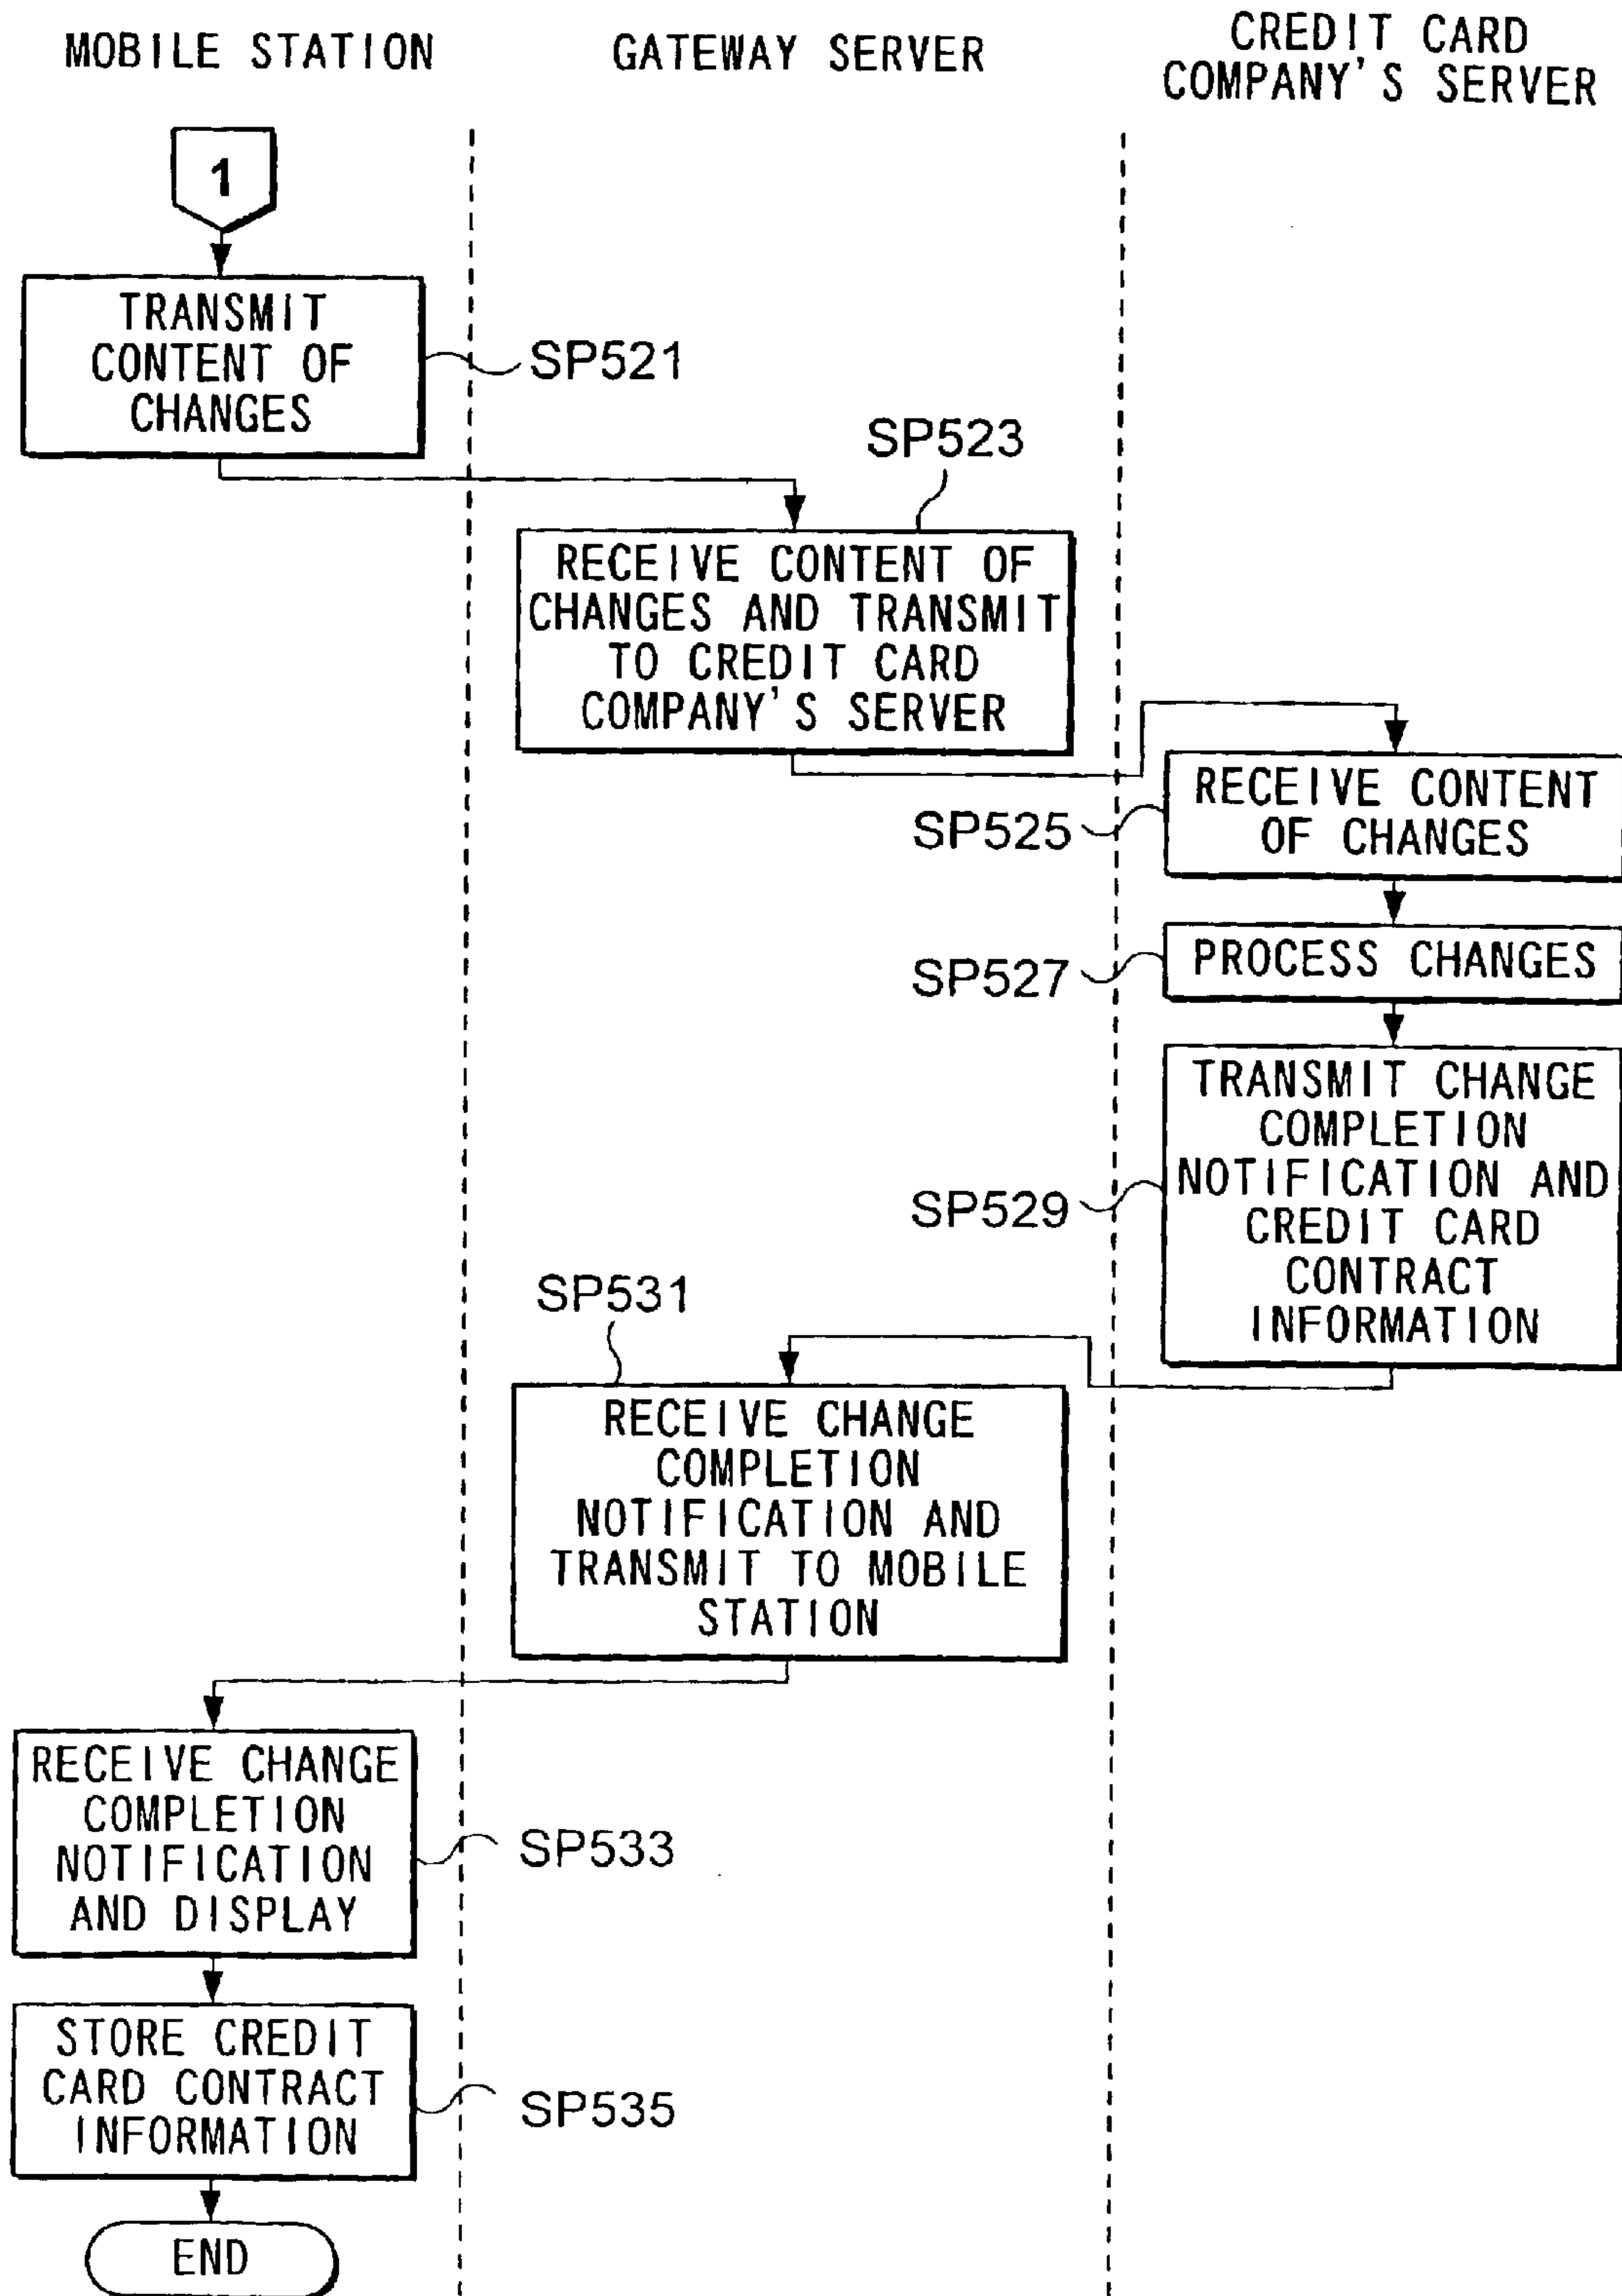 MOBILE STATION
GATEWAY SERVER
CREDIT CARD
COMPANY'S SERVER
1
TRANSMIT
CONTENT OF
CHANGES
SP521
SP523
RECEIVE CONTENT OF
CHANGES AND TRANSMIT
TO CREDIT CARD
COMPANY'S SERVER
RECEIVE CONTENT
OF CHANGES
SP525
PROCESS CHANGES
SP527
TRANSMIT CHANGE
COMPLETION
NOTIFICATION AND
CREDIT CARD
CONTRACT
INFORMATION
SP529
SP531
RECEIVE CHANGE
COMPLETION
NOTIFICATION AND
TRANSMIT TO MOBILE
STATION
RECEIVE CHANGE
COMPLETION
NOTIFICATION
AND DISPLAY
SP533
STORE CREDIT
CARD CONTRACT
INFORMATION
SP535
END